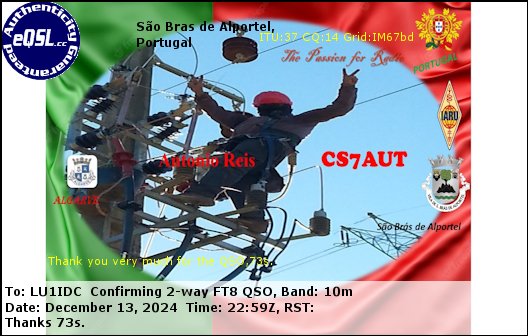 Authenticity
eQSL.cc
Guaranteed
São Bras de Alportel,
Portugal
ITU:37 CQ:14 Grid:IM67bd
The Passion for Radio
PORTUGAL
IARU
Antonio Reis
CS7AUT
ALGARVE
São Brás de Alportel
Thank you very much for the QSO,73s.
To: LU1IDC Confirming 2-way FT8 QSO, Band: 10m
Date: December 13, 2024 Time: 22:59Z, RST:
Thanks 73s.